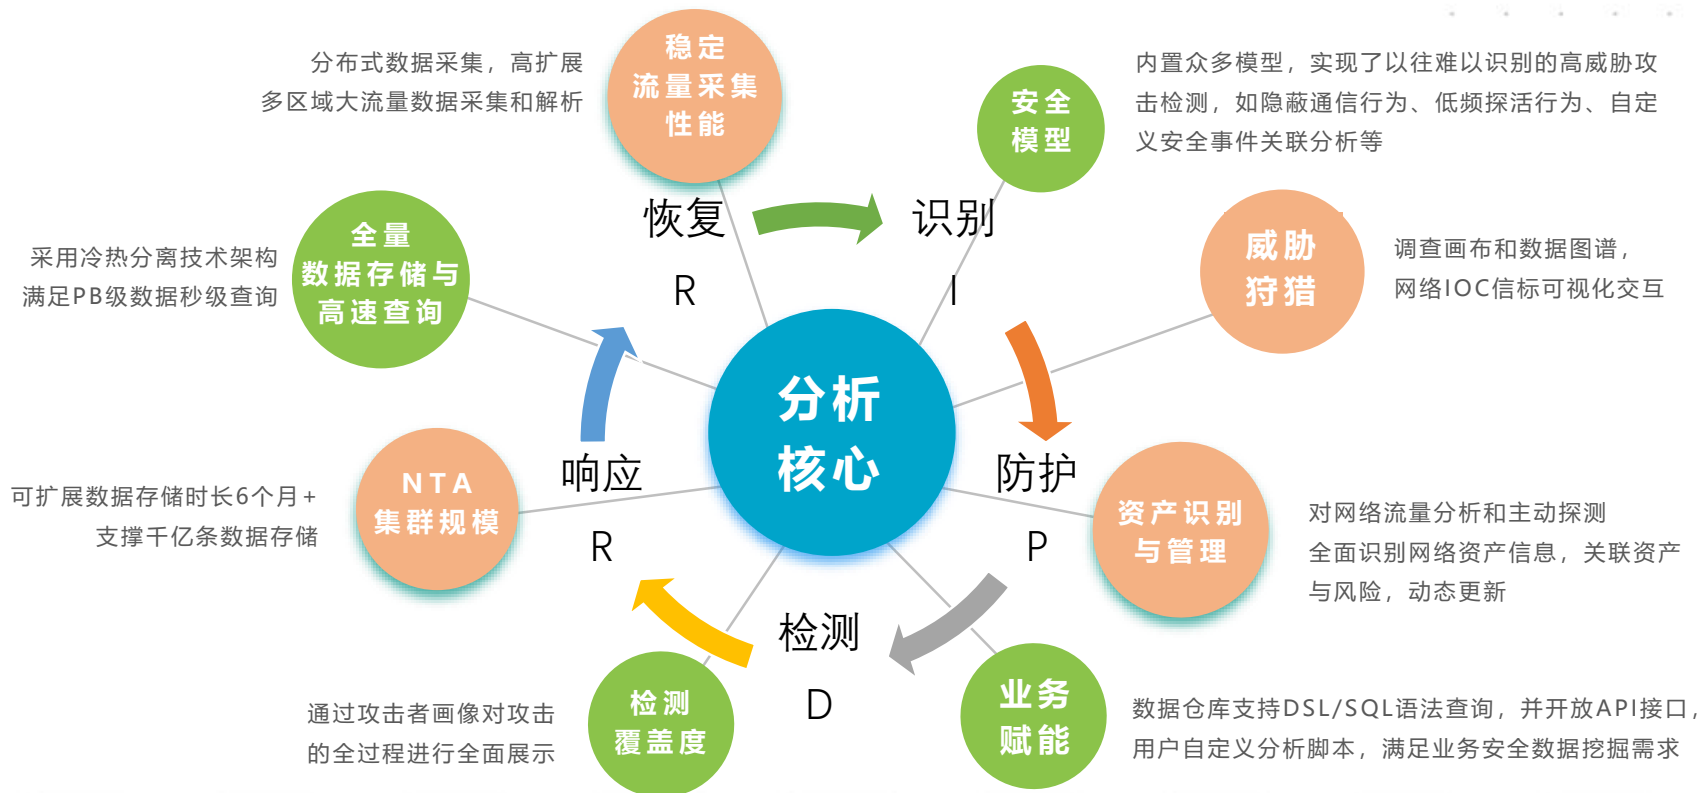 稳定
流量采集
性能
分布式数据采集，高扩展
多区域大流量数据采集和解析
安全
模型
内置众多模型，实现了以往难以识别的高威胁攻
击检测，如隐蔽通信行为、低频探活行为、自定
义安全事件关联分析等
恢复
R
识别
I
全量
数据存储与
高速查询
采用冷热分离技术架构
满足PB级数据秒级查询
威胁
狩猎
调查画布和数据图谱，
网络IOC信标可视化交互
分析
核心
NTA
集群规模
可扩展数据存储时长6个月+
支撑千亿条数据存储
响应
R
防护
P
资产识别
与管理
对网络流量分析和主动探测
全面识别网络资产信息，关联资产
与风险，动态更新
检测
D
检测
覆盖度
通过攻击者画像对攻击
的全过程进行全面展示
业务
赋能
数据仓库支持DSL/SQL语法查询，并开放API接口，
用户自定义分析脚本，满足业务安全数据挖掘需求